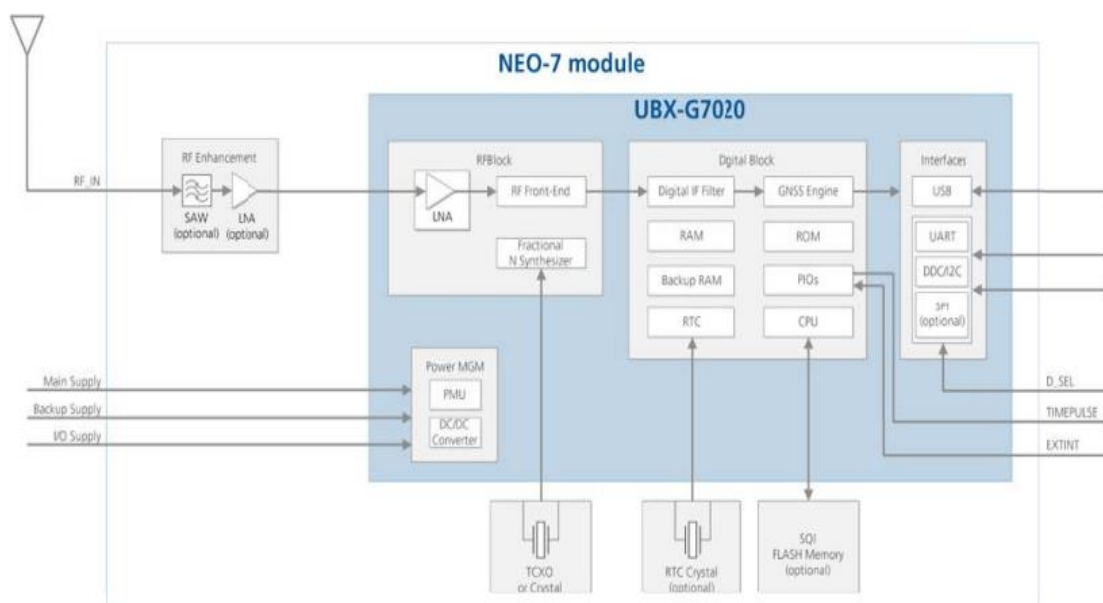 NEO-7 module
UBX-G7020
RF Enhancement
RF_IN
SAW
(optional)
LNA
(optional)
RFBlock
LNA
RF Front-End
Fractional
N Synthesizer
Dgital Block
Digital IF Filter
GNSS Engine
RAM
ROM
Backup RAM
PIOs
RTC
CPU
Interfaces
USB
UART
DDC/I2C
SPI
(optional)
Power MGM
PMU
DC/DC
Converter
Main Supply
Backup Supply
I/O Supply
D_SEL
TIMEPULSE
EXTINT
TCXO
or Crystal
RTC Crystal
(optional)
SQI
FLASH Memory
(optional)